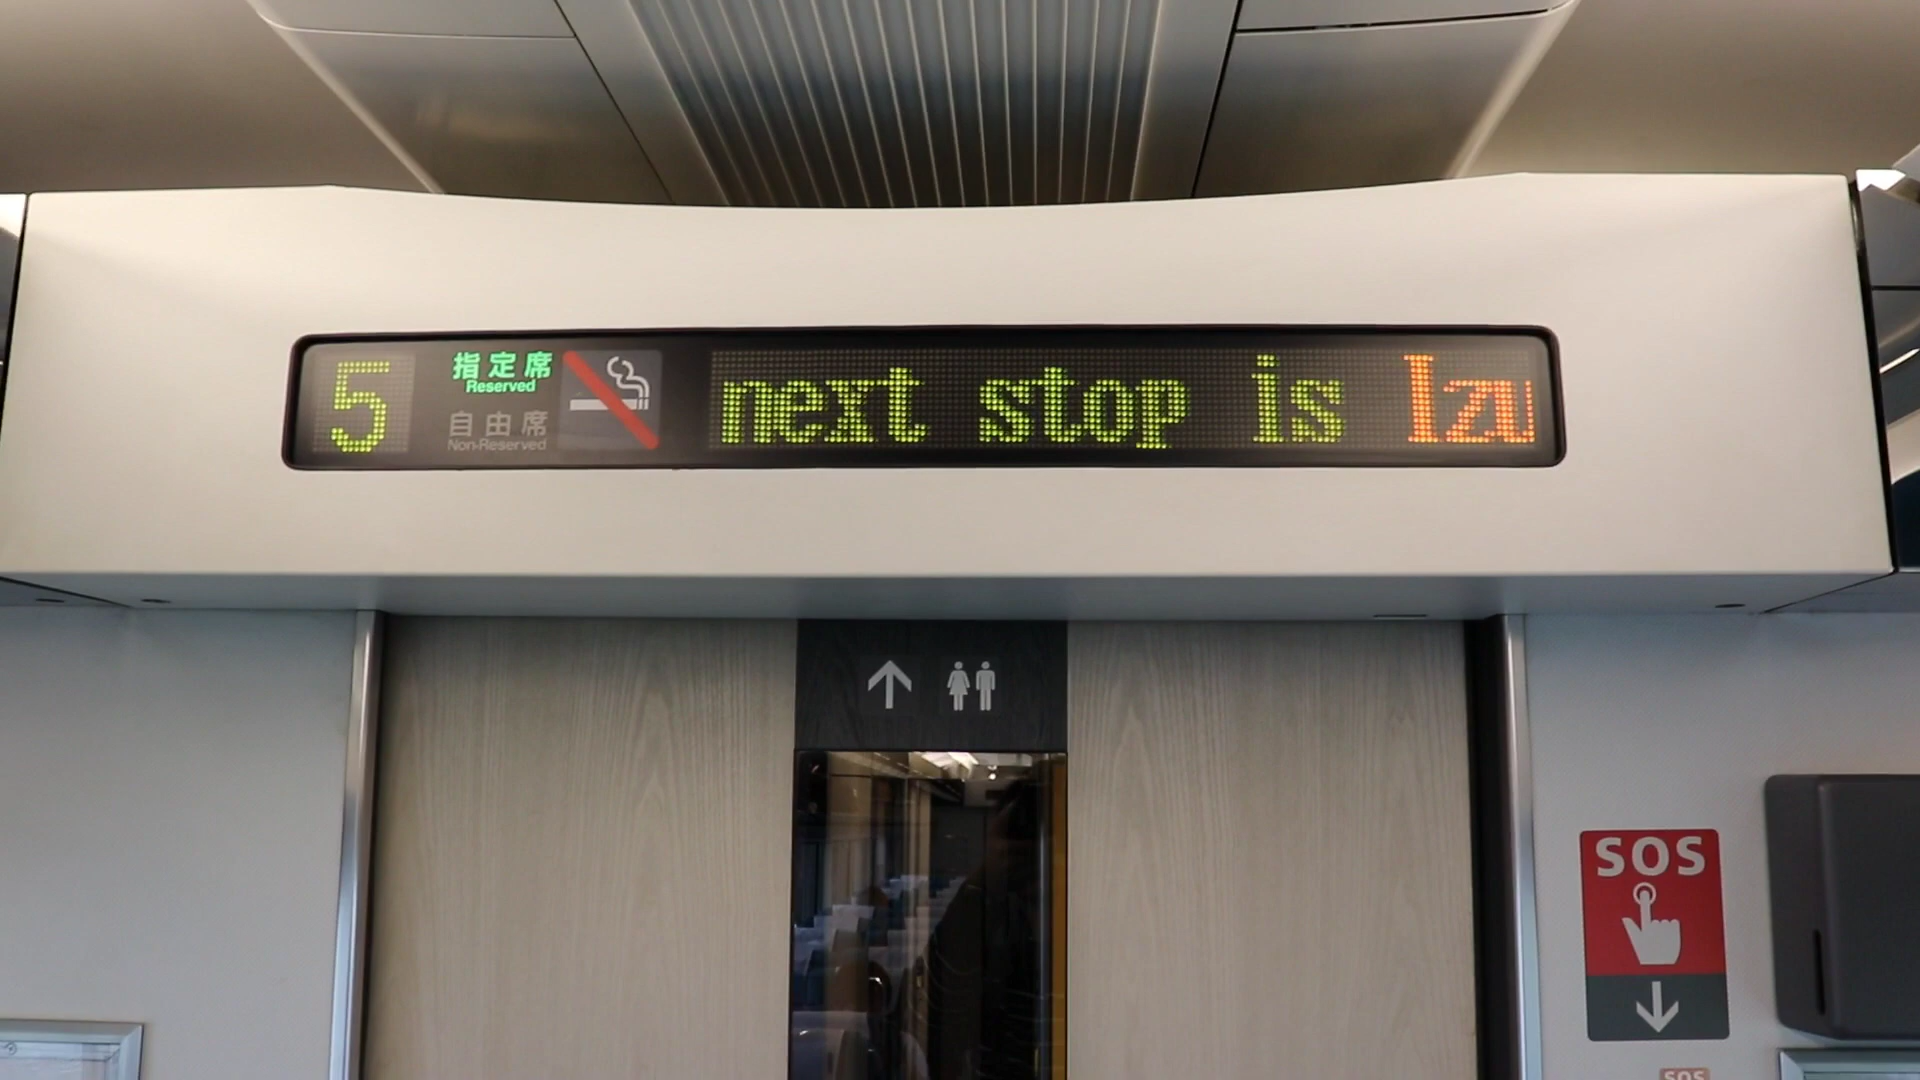 5
指定席
Reserved
自由席
Non-Reserved
next stop is Izu
SOS
SOS